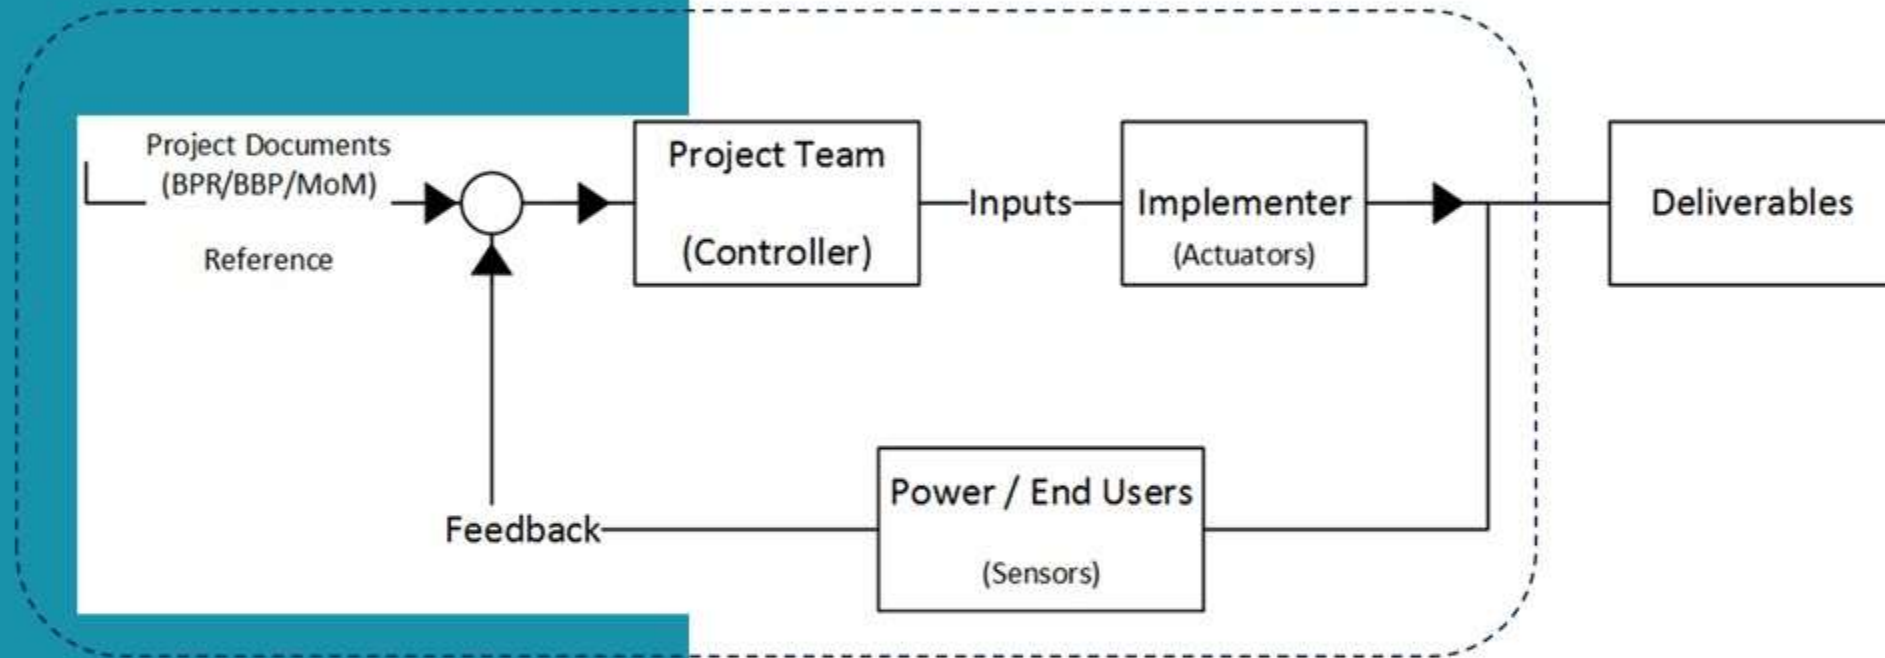 Project Documents
(BPR/BBP/MoM)
Reference
Project Team
(Controller)
Inputs
Implementer
(Actuators)
Deliverables
Power / End Users
(Sensors)
Feedback